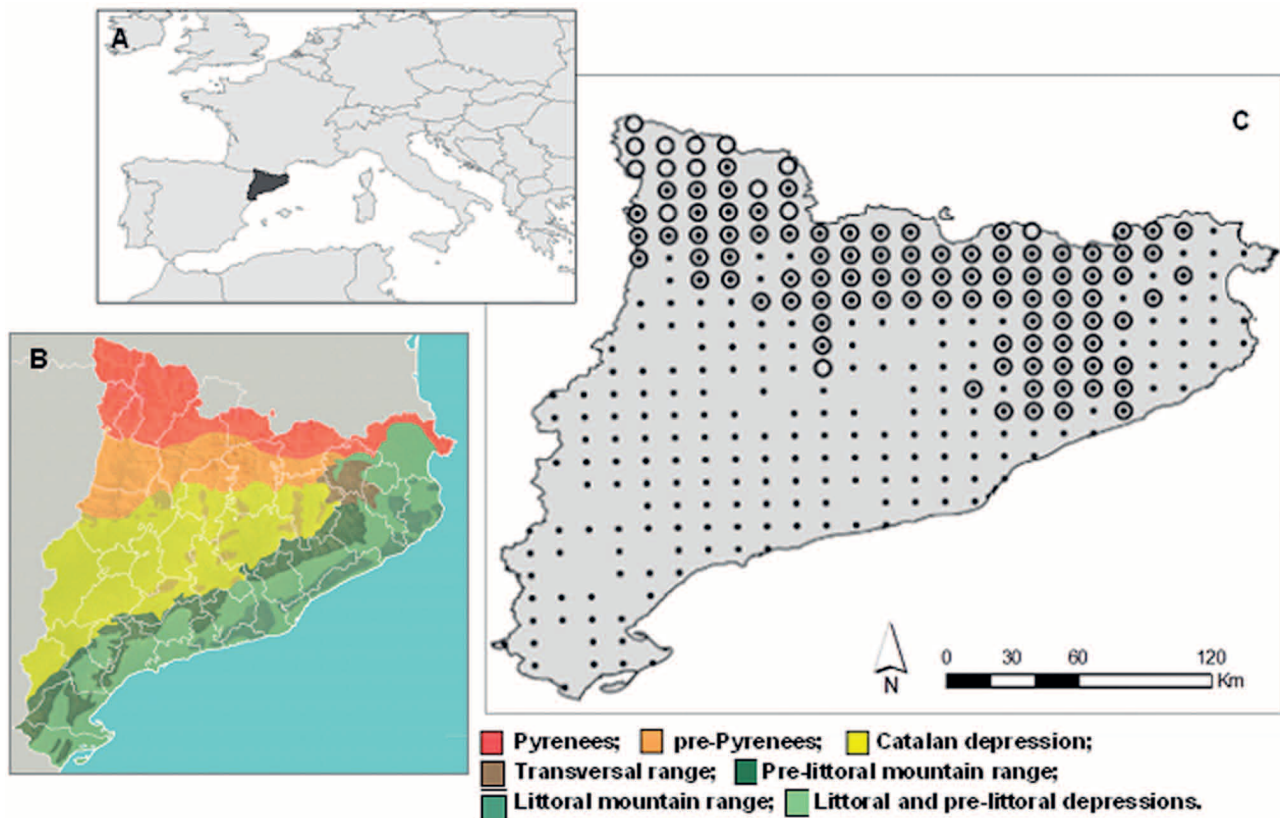 A
C
B
N
0 30 60 120
Km
Pyrenees; pre-Pyrenees; Catalan depression;
Transversal range; Pre-littoral mountain range;
Littoral mountain range; Littoral and pre-littoral depressions.